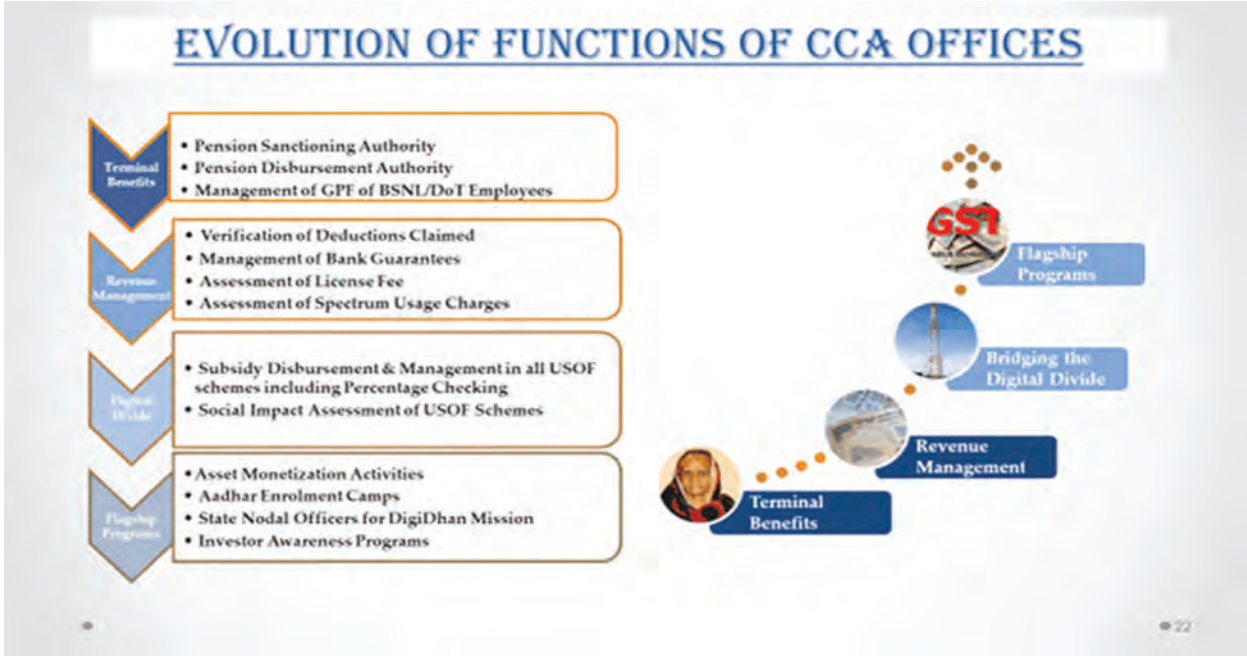 EVOLUTION OF FUNCTIONS OF CCA OFFICES
Terminal
Benefits
• Pension Sanctioning Authority
• Pension Disbursement Authority
• Management of GPF of BSNL/DoT Employees
Revenue
Management
• Verification of Deductions Claimed
• Management of Bank Guarantees
• Assessment of License Fee
• Assessment of Spectrum Usage Charges
Digital
Divide
• Subsidy Disbursement & Management in all USOF
schemes including Percentage Checking
• Social Impact Assessment of USOF Schemes
Flagship
Programs
• Asset Monetization Activities
• Aadhar Enrolment Camps
• State Nodal Officers for DigiDhan Mission
• Investor Awareness Programs
GST
Flagship
Programs
Bridging the
Digital Divide
Revenue
Management
Terminal
Benefits
22